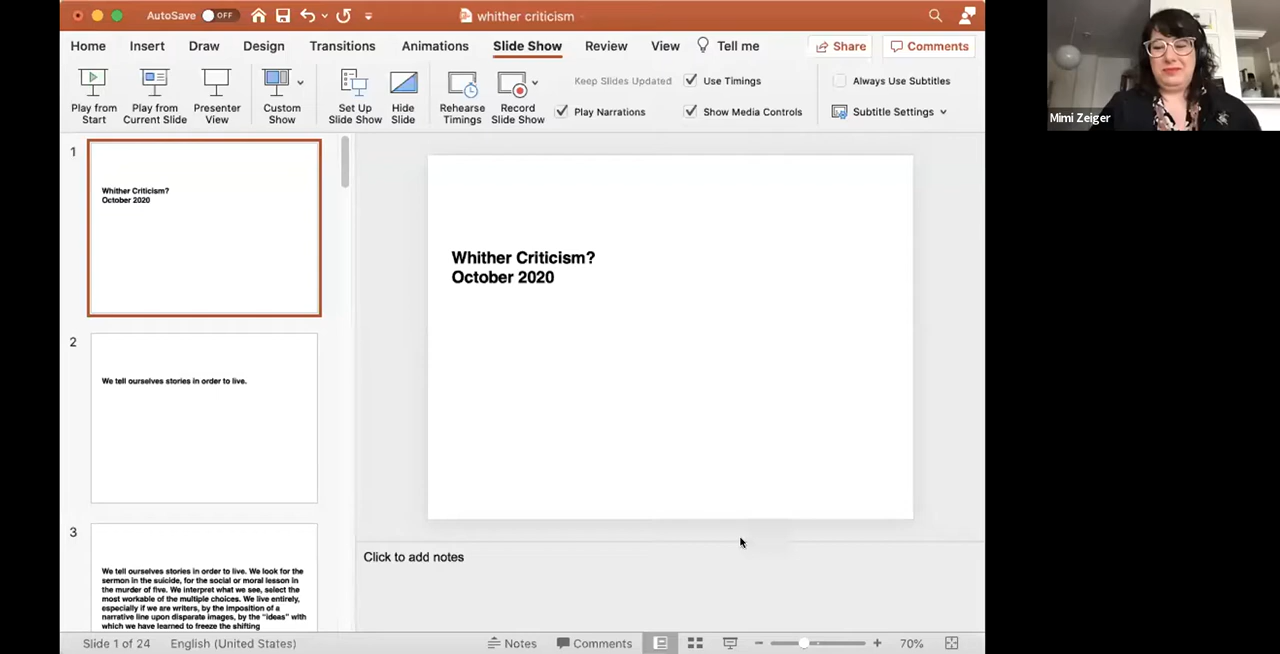 AutoSave OFF
whither criticism
Home Insert Draw Design Transitions Animations Slide Show Review View Tell me Share Comments
Play from Start
Play from Current Slide
Presenter View
Custom Show
Set Up Slide Show
Hide Slide
Rehearse Timings
Record Slide Show
Keep Slides Updated
Play Narrations
Use Timings
Show Media Controls
Always Use Subtitles
Subtitle Settings
Mimi Zeiger
1
Whither Criticism?
October 2020
2
We tell ourselves stories in order to live.
3
We tell ourselves stories in order to live. We look for the
sermon in the suicide, for the social or moral lesson in
the murder of five. We interpret what we see, select the
most workable of the multiple choices. We live entirely,
especially if we are writers, by the imposition of a
narrative line upon disparate images, by the “ideas” with
which we have learned to freeze the shifting
Whither Criticism?
October 2020
Click to add notes
Slide 1 of 24 English (United States) Notes Comments 70%